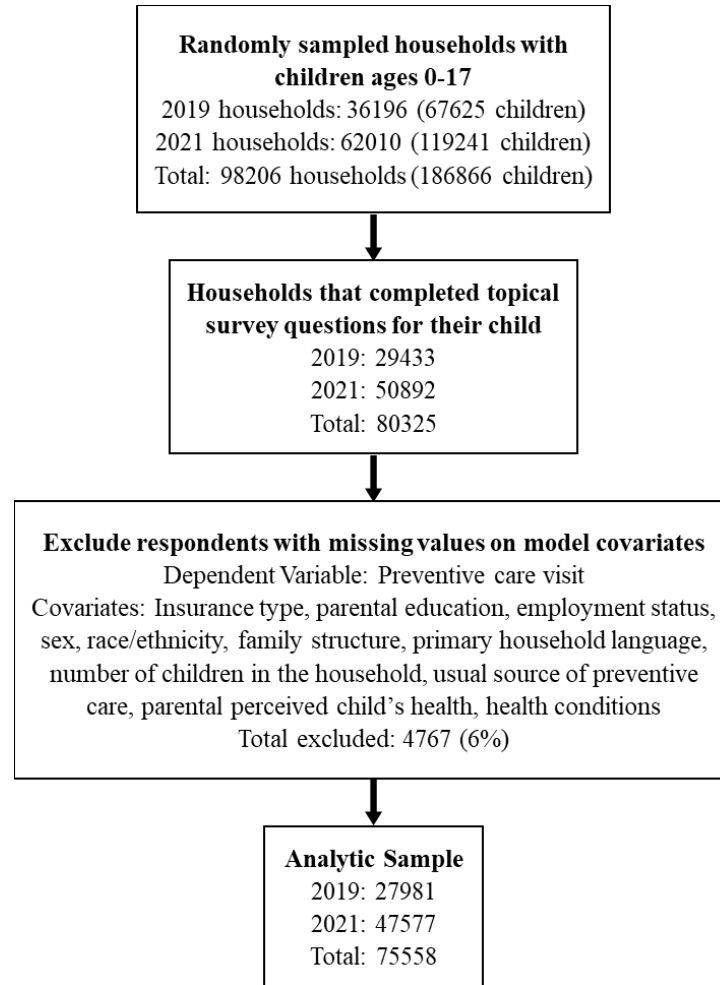 Randomly sampled households with
children ages 0-17
2019 households: 36196 (67625 children)
2021 households: 62010 (119241 children)
Total: 98206 households (186866 children)
Households that completed topical
survey questions for their child
2019: 29433
2021: 50892
Total: 80325
Exclude respondents with missing values on model covariates
Dependent Variable: Preventive care visit
Covariates: Insurance type, parental education, employment status,
sex, race/ethnicity, family structure, primary household language,
number of children in the household, usual source of preventive
care, parental perceived child’s health, health conditions
Total excluded: 4767 (6%)
Analytic Sample
2019: 27981
2021: 47577
Total: 75558